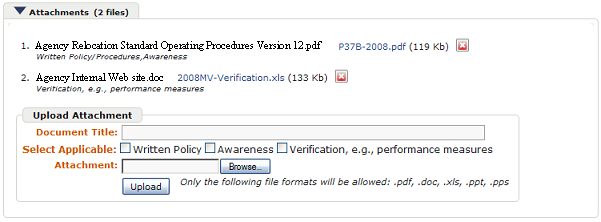 Attachments (2 files)
1. Agency Relocation Standard Operating Procedures Version 12.pdf P37B-2008.pdf (119 Kb)
Written Policy/Procedures,Awareness
2. Agency Internal Web site.doc 2008MV-Verification.xls (133 Kb)
Verification, e.g., performance measures
Upload Attachment
Document Title:
Select Applicable: Written Policy Awareness Verification, e.g., performance measures
Attachment: Browse...
Upload Only the following file formats will be allowed: .pdf, .doc, .xls, .ppt, .pps